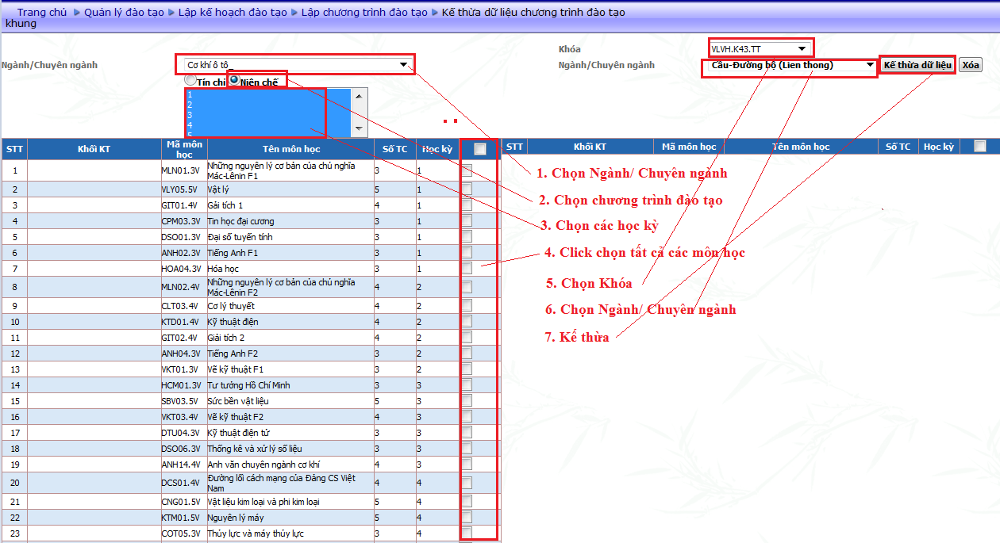 Trang chủ ▶ Quản lý đào tạo ▶ Lập kế hoạch đào tạo ▶ Lập chương trình đào tạo ▶ Kế thừa dữ liệu chương trình đào tạo
khung
Khóa VLVH.K43.TT
Ngành/Chuyên ngành Cơ khí ô tô Ngành/Chuyên ngành Cầu-Đường bộ (Lien thong) Kế thừa dữ liệu Xóa
Tín chỉ Niên chế
1
2
3
4
5
STT Khối KT Mã môn học Tên môn học Số TC Học kỳ STT Khối KT Mã môn học Tên môn học Số TC Học kỳ
1 MLN01.3V Những nguyên lý cơ bản của chủ nghĩa Mác-Lênin F1 3 1
2 VLY05.5V Vật lý 5 1
3 GIT01.4V Gải tích 1 4 1
4 CPM03.3V Tin học đại cương 3 1
5 DSO01.3V Đại số tuyến tính 3 1
6 ANH02.3V Tiếng Anh F1 3 1
7 HOA04.3V Hóa học 3 1
8 MLN02.4V Những nguyên lý cơ bản của chủ nghĩa Mác-Lênin F2 4 2
9 CLT03.4V Cơ lý thuyết 4 2
10 KTD01.4V Kỹ thuật điện 4 2
11 GIT02.4V Giải tích 2 4 2
12 ANH04.3V Tiếng Anh F2 3 2
13 VKT01.3V Vẽ kỹ thuật F1 3 2
14 HCM01.3V Tư tưởng Hồ Chí Minh 3 3
15 SBV03.5V Sức bền vật liệu 5 3
16 VKT03.4V Vẽ kỹ thuật F2 4 3
17 DTU04.3V Kỹ thuật điện tử 3 3
18 DSO06.3V Thống kê và xử lý số liệu 3 3
19 ANH14.4V Anh văn chuyên ngành cơ khí 4 3
20 DCS01.4V Đường lối cách mạng của Đảng CS Việt Nam 4 4
21 CNG01.5V Vật liệu kim loại và phi kim loại 5 4
22 KTM01.5V Nguyên lý máy 5 4
23 COT05.3V Thủy lực và máy thủy lực 3 4
1. Chọn Ngành/ Chuyên ngành
2. Chọn chương trình đào tạo
3. Chọn các học kỳ
4. Click chọn tất cả các môn học
5. Chọn Khóa
6. Chọn Ngành/ Chuyên ngành
7. Kế thừa